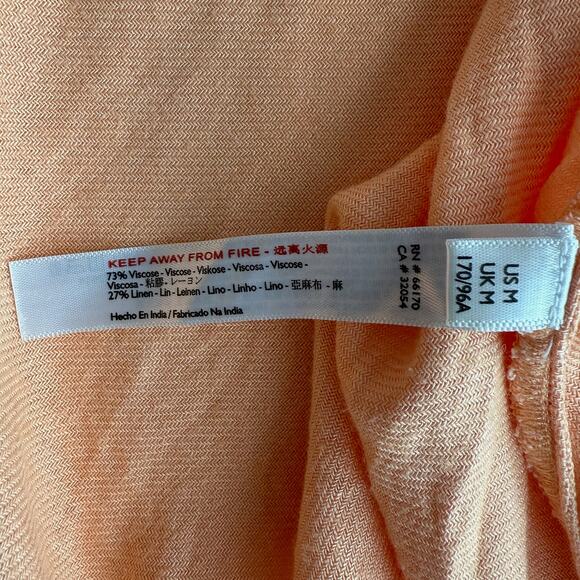 KEEP AWAY FROM FIRE - 远离火源
73% Viscose - Viscose - Viskose - Viscosa - Viscose -
Viscosa - 粘膠 - レーヨン
27% Linen - Lin - Leinen - Lino - Linho - Lino - 亞麻布 - 麻
Hecho En India / Fabricado Na India
RN # 66170
CA # 32054
US M
UK M
170/96A